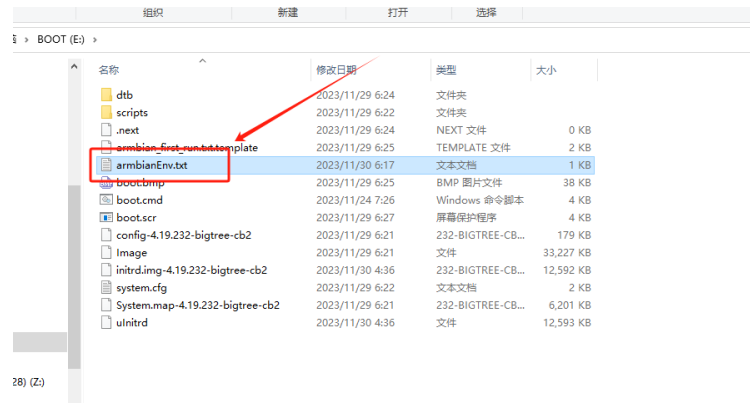 组织 新建 打开 选择
BOOT (E:)
名称 修改日期 类型 大小
dtb 2023/11/29 6:24 文件夹
scripts 2023/11/29 6:22 文件夹
.next 2023/11/29 6:24 NEXT 文件 0 KB
armbian_first_run.txt.template 2023/11/29 6:25 TEMPLATE 文件 2 KB
armbianEnv.txt 2023/11/30 6:17 文本文档 1 KB
boot.bmp 2023/11/29 6:25 BMP 图片文件 38 KB
boot.cmd 2023/11/24 7:26 Windows 命令脚本 4 KB
boot.scr 2023/11/29 6:27 屏幕保护程序 4 KB
config-4.19.232-bigtree-cb2 2023/11/29 6:21 232-BIGTREE-CB... 179 KB
Image 2023/11/29 6:21 文件 33,227 KB
initrd.img-4.19.232-bigtree-cb2 2023/11/30 4:36 232-BIGTREE-CB... 12,592 KB
system.cfg 2023/11/29 6:22 文本文档 2 KB
System.map-4.19.232-bigtree-cb2 2023/11/29 6:21 232-BIGTREE-CB... 6,201 KB
uInitrd 2023/11/30 4:36 文件 12,593 KB
28) (Z:)